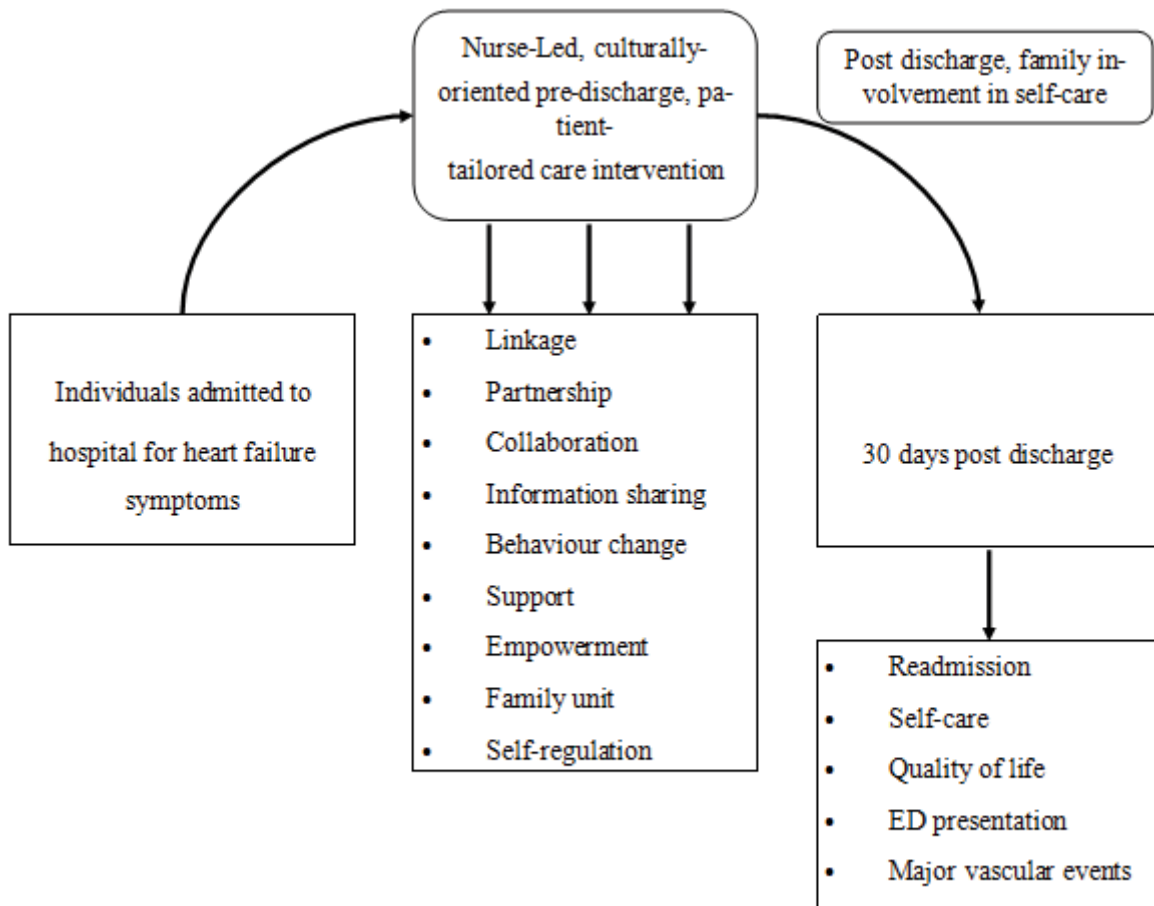 Nurse-Led, culturally-
oriented pre-discharge, pa-
tient-
tailored care intervention
Post discharge, family in-
volvement in self-care
Individuals admitted to
hospital for heart failure
symptoms
• Linkage
• Partnership
• Collaboration
• Information sharing
• Behaviour change
• Support
• Empowerment
• Family unit
• Self-regulation
30 days post discharge
• Readmission
• Self-care
• Quality of life
• ED presentation
• Major vascular events